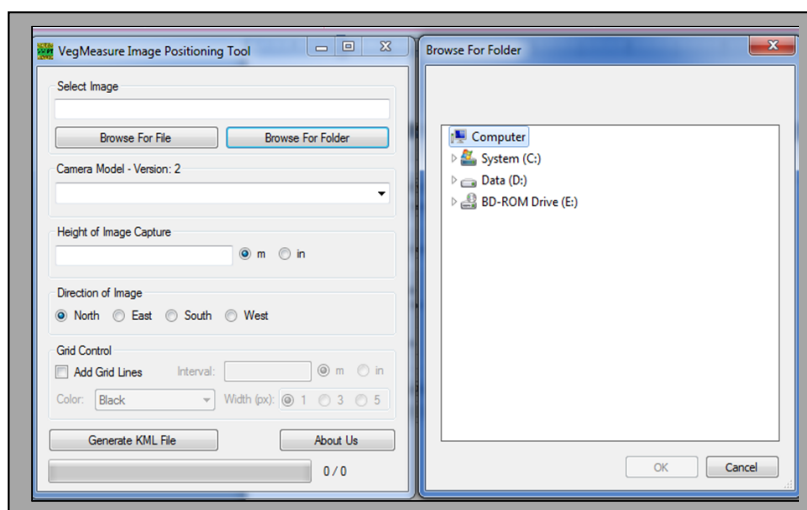 VegMeasure Image Positioning Tool
Select Image
Browse For File Browse For Folder
Camera Model - Version: 2
Height of Image Capture
m in
Direction of Image
North East South West
Grid Control
Add Grid Lines Interval: m in
Color: Black Width (px): 1 3 5
Generate KML File About Us
0 / 0
Browse For Folder
Computer
System (C:)
Data (D:)
BD-ROM Drive (E:)
OK Cancel